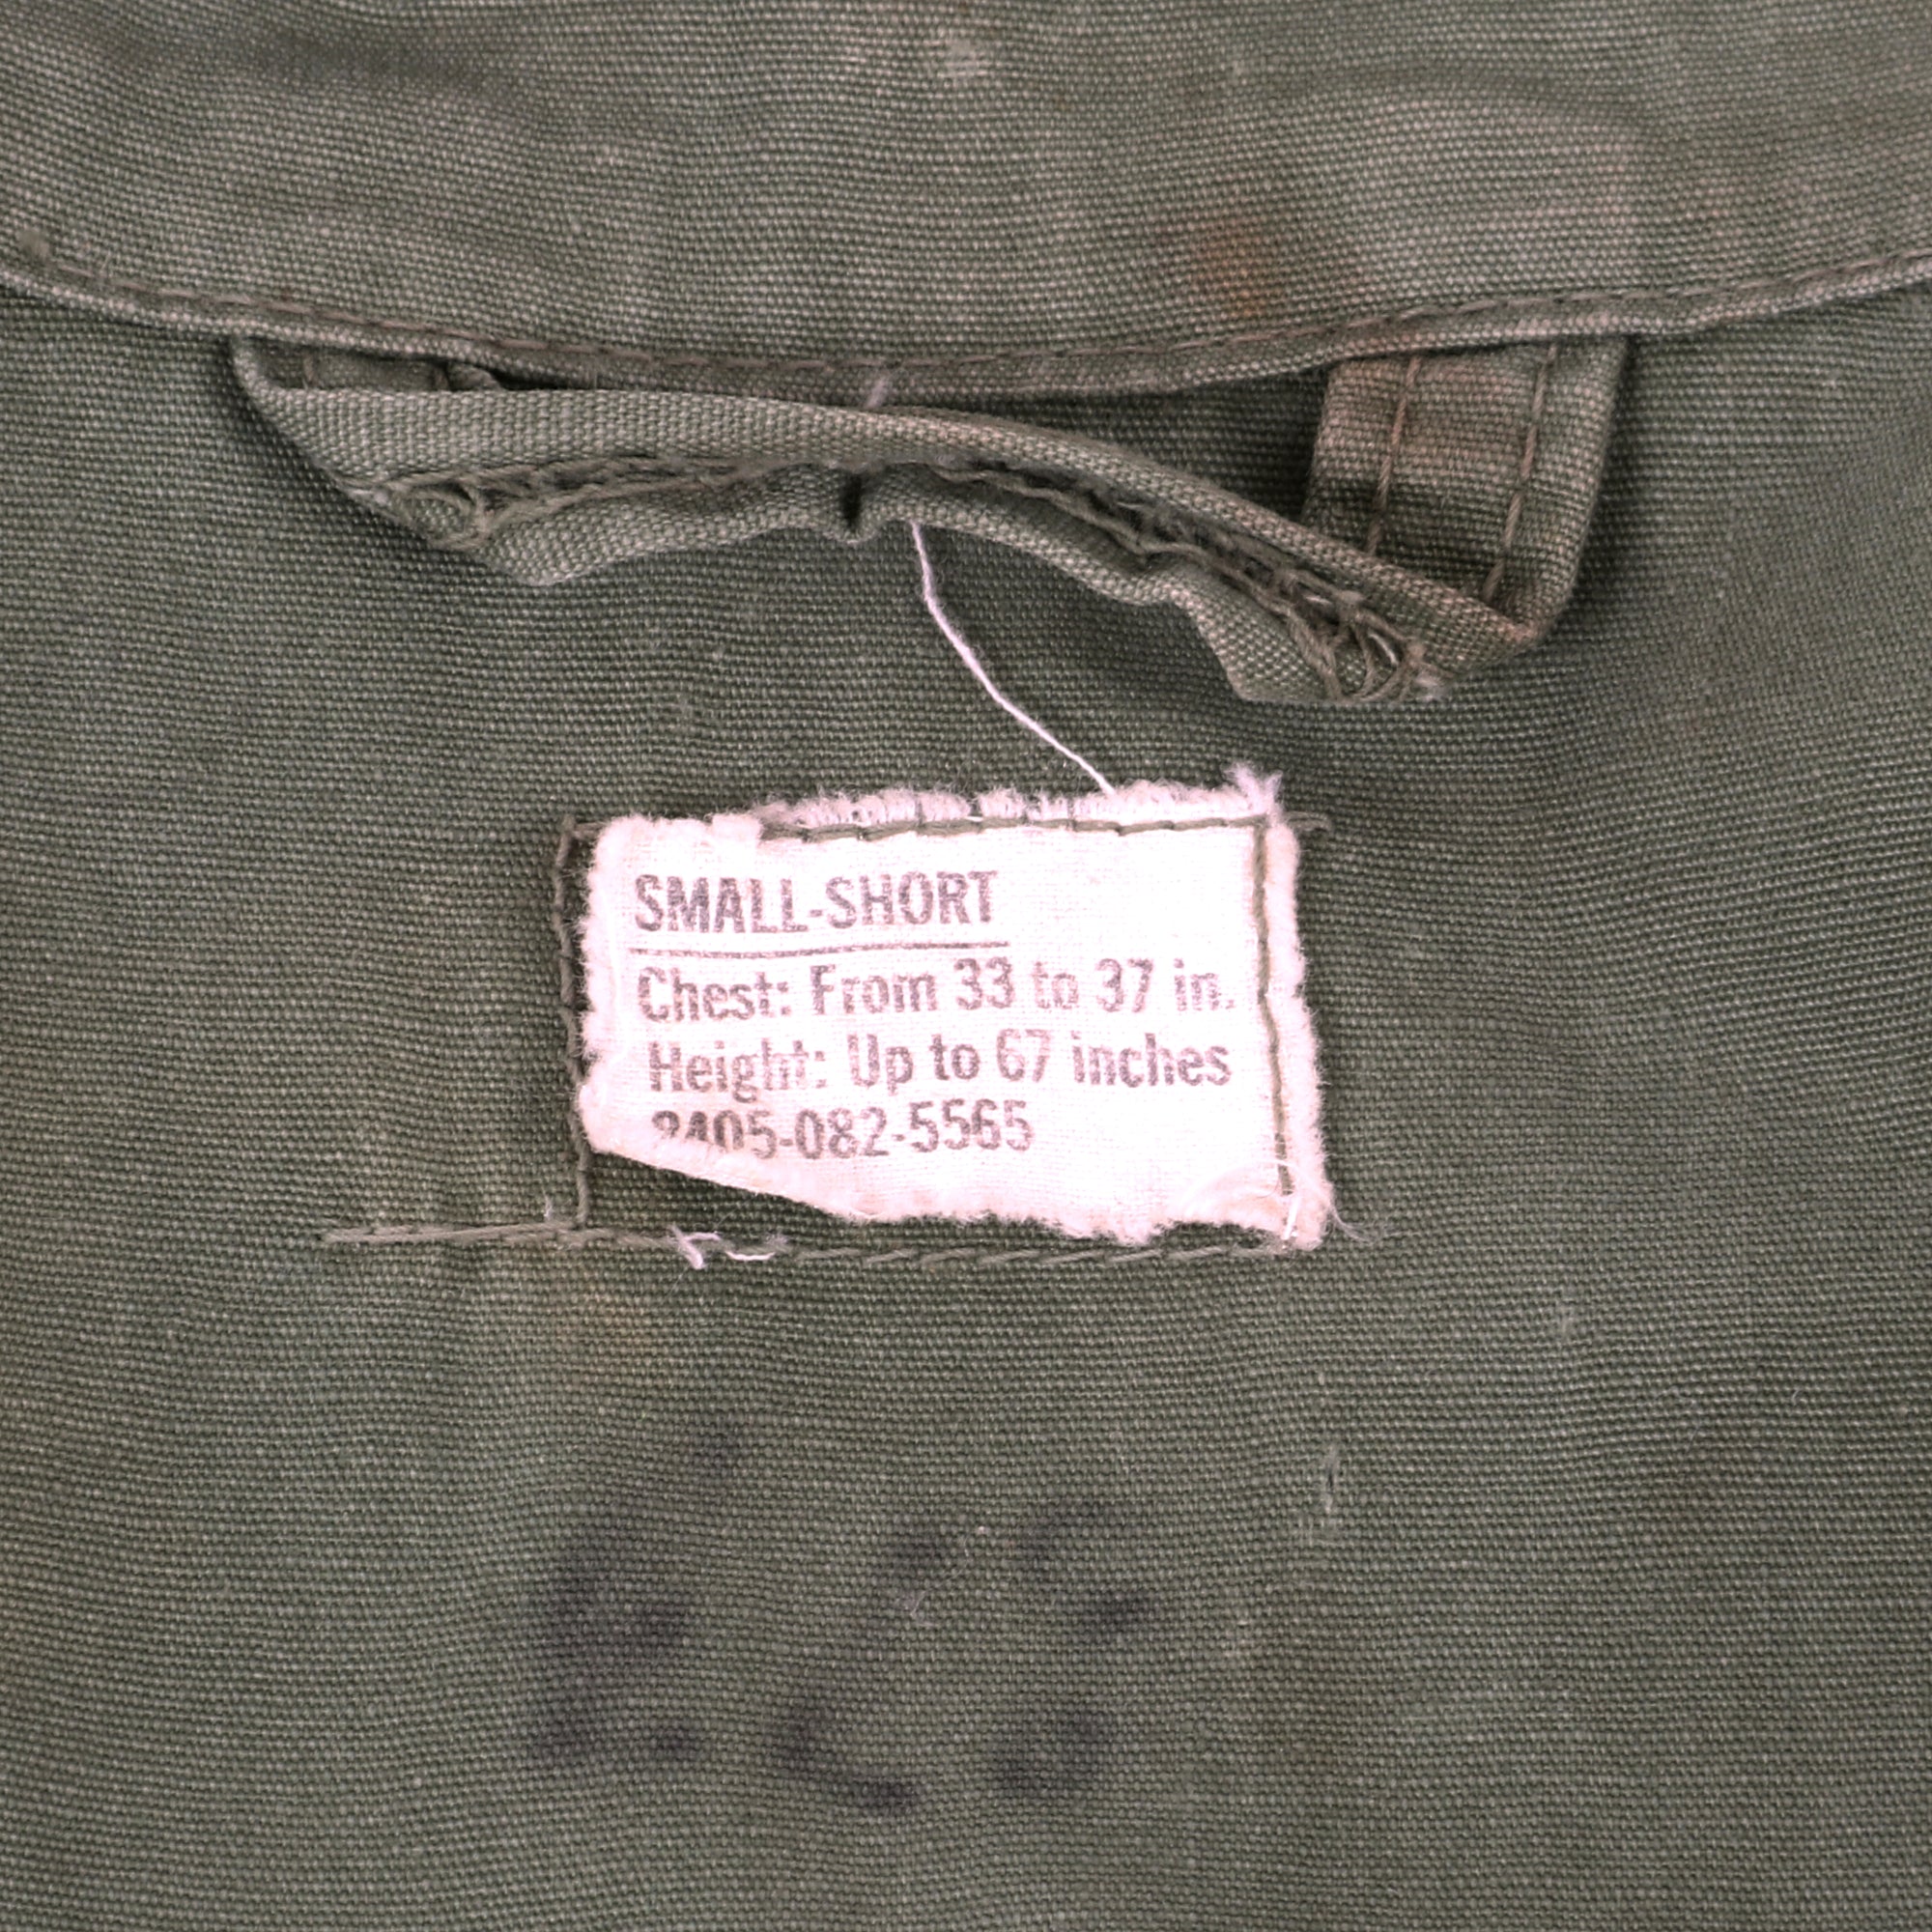 SMALL-SHORT
Chest: From 33 to 37 in.
Height: Up to 67 inches
8405-082-5565